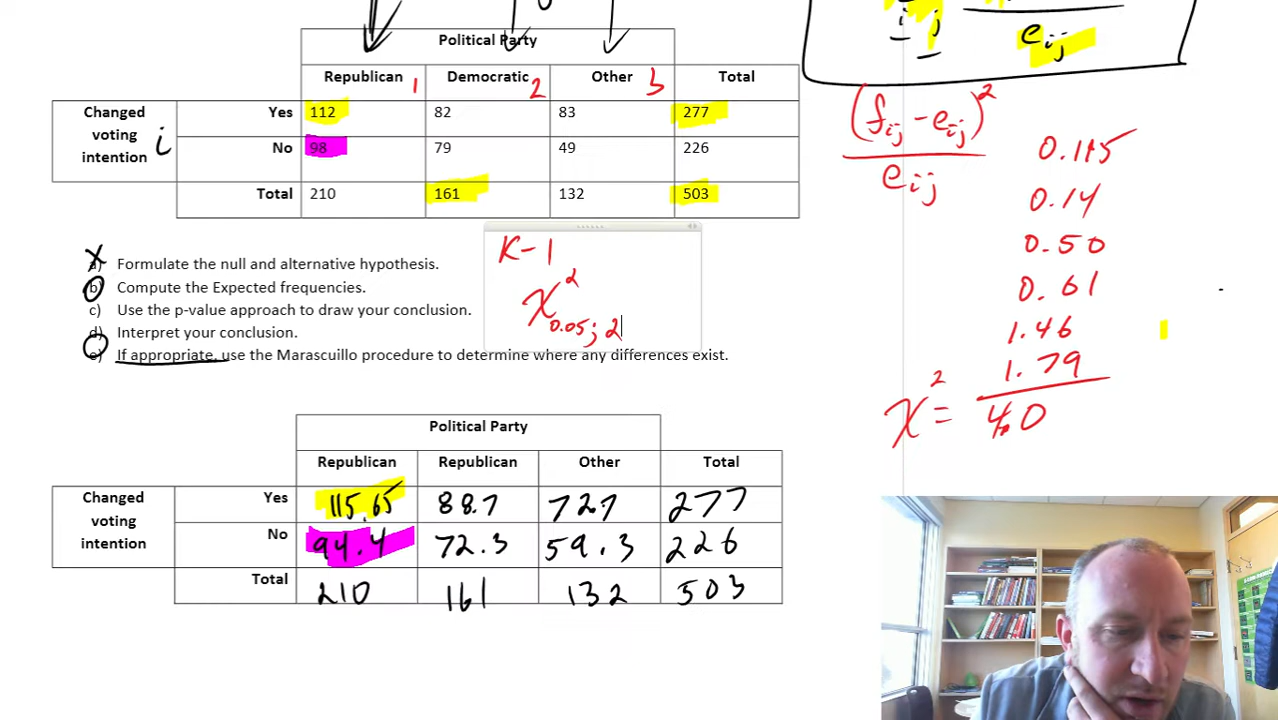 eij
Political Party
Republican 1 Democratic 2 Other 3 Total
Changed voting intention i
Yes 112 82 83 277
No 98 79 49 226
Total 210 161 132 503
(fij - eij)²
eij
0.115
0.14
0.50
0.61
1.46
1.79
χ² = 4.60
K-1
χ² 0.05; 2
a) Formulate the null and alternative hypothesis.
b) Compute the Expected frequencies.
c) Use the p-value approach to draw your conclusion.
d) Interpret your conclusion.
e) If appropriate, use the Marascuillo procedure to determine where any differences exist.
Political Party
Republican Republican Other Total
Changed voting intention
Yes 115.65 88.7 72.7 277
No 94.4 72.3 59.3 226
Total 210 161 132 503